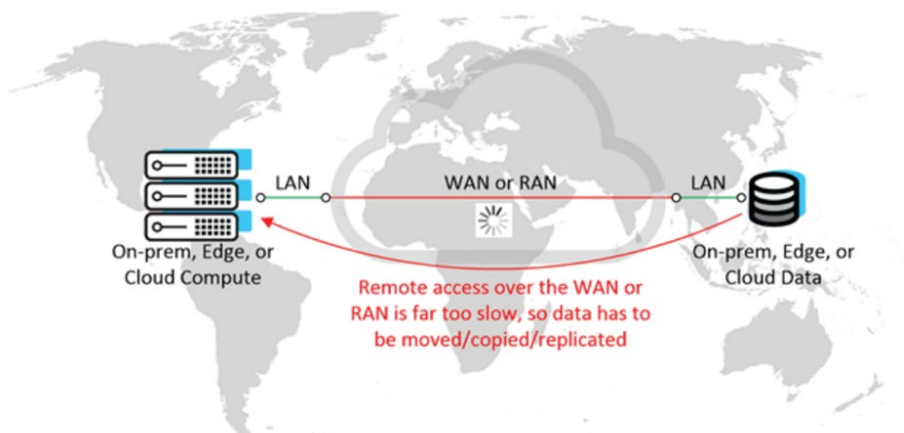 LAN
WAN or RAN
LAN
On-prem, Edge, or
Cloud Compute
On-prem, Edge, or
Cloud Data
Remote access over the WAN or
RAN is far too slow, so data has to
be moved/copied/replicated